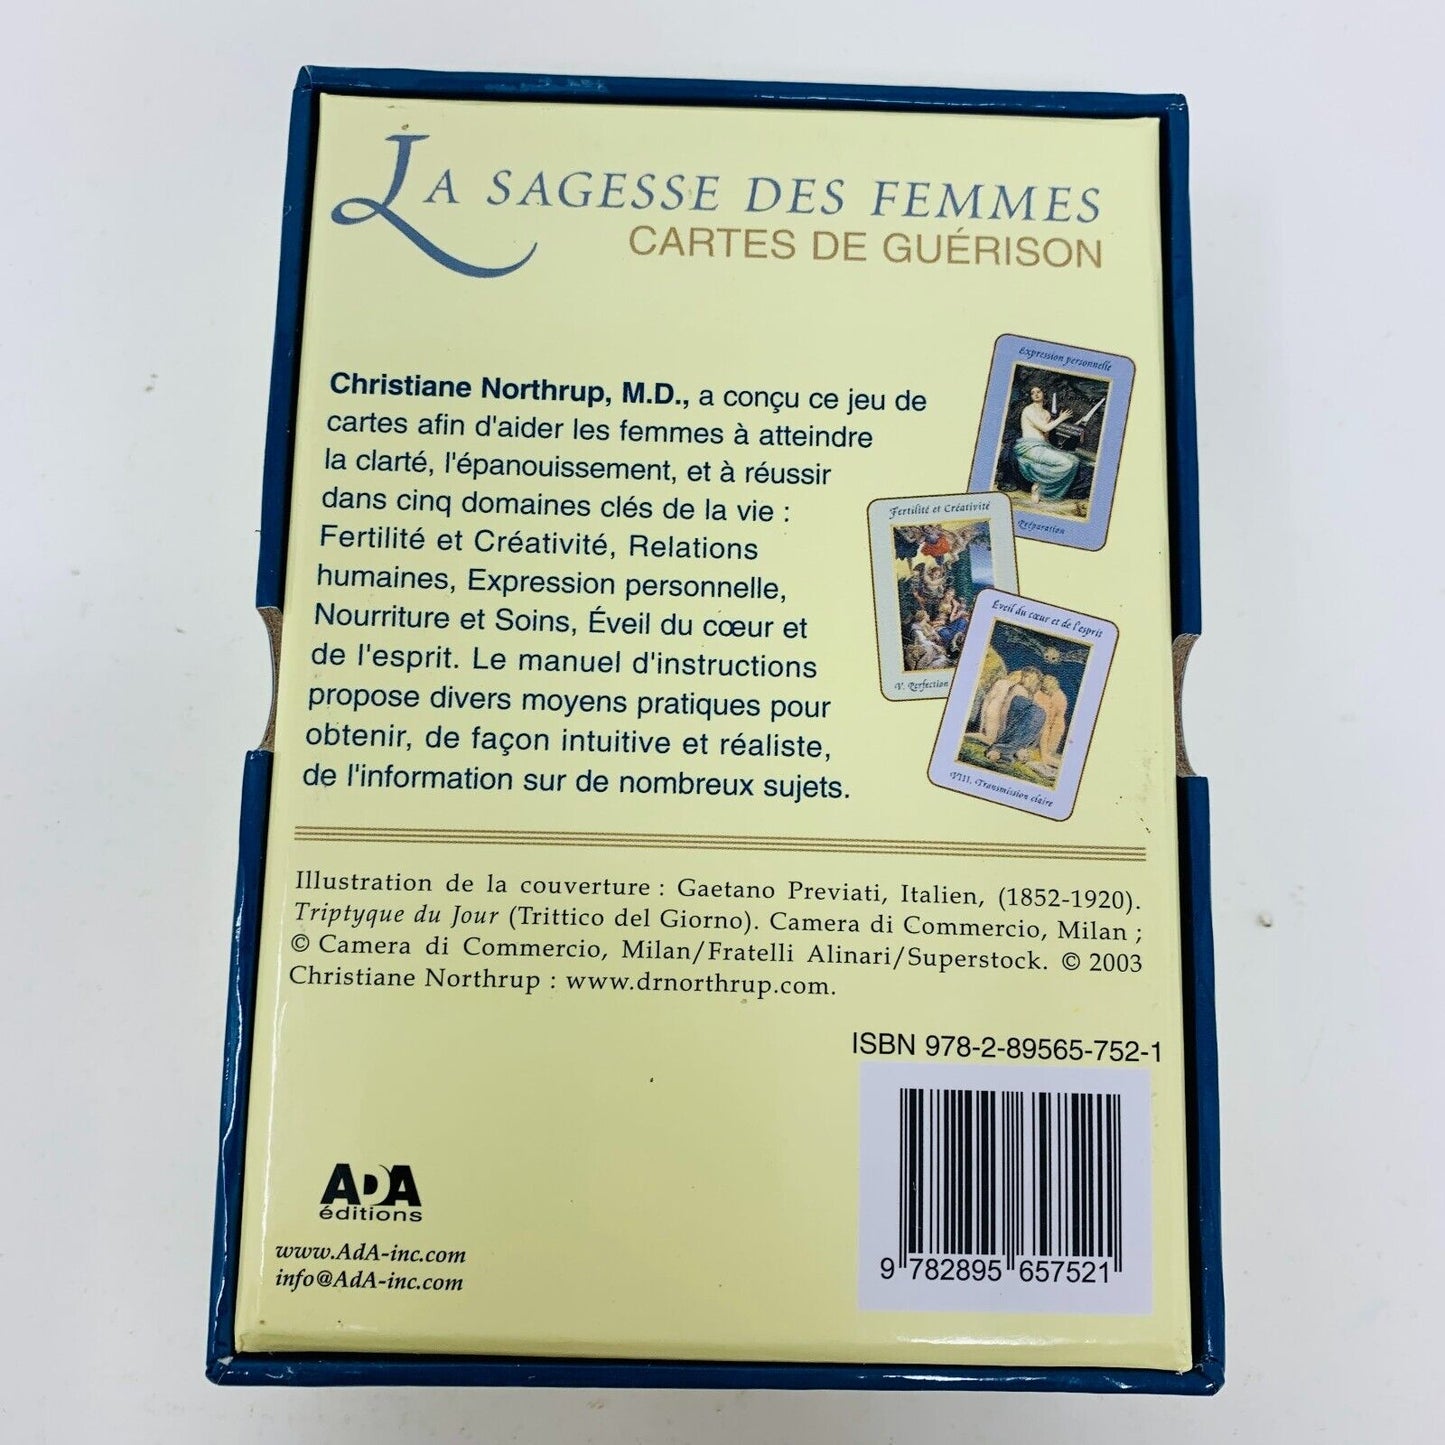 LA SAGESSE DES FEMMES
CARTES DE GUÉRISON
Christiane Northrup, M.D., a conçu ce jeu de
cartes afin d'aider les femmes à atteindre
la clarté, l'épanouissement, et à réussir
dans cinq domaines clés de la vie :
Fertilité et Créativité, Relations
humaines, Expression personnelle,
Nourriture et Soins, Éveil du cœur et
de l'esprit. Le manuel d'instructions
propose divers moyens pratiques pour
obtenir, de façon intuitive et réaliste,
de l'information sur de nombreux sujets.
Expression personnelle
Préparation
Fertilité et Créativité
V. Perfection
Éveil du cœur et de l'esprit
VIII. Transmission claire
Illustration de la couverture : Gaetano Previati, Italien, (1852-1920).
Triptyque du Jour (Trittico del Giorno). Camera di Commercio, Milan ;
© Camera di Commercio, Milan/Fratelli Alinari/Superstock. © 2003
Christiane Northrup : www.drnorthrup.com.
ISBN 978-2-89565-752-1
9 782895 657521
ADA
éditions
www.AdA-inc.com
info@AdA-inc.com